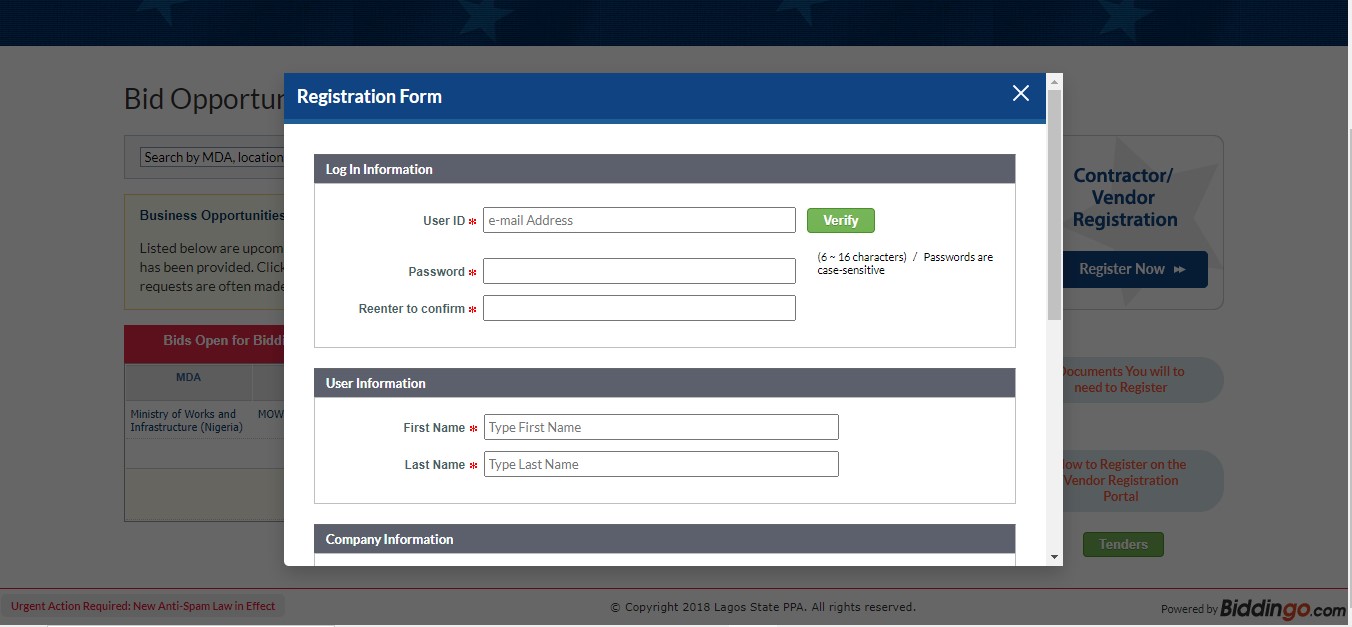 Bid Opportun
Registration Form
Search by MDA, location
Log In Information
User ID * e-mail Address Verify
Password * (6 ~ 16 characters) / Passwords are
case-sensitive
Reenter to confirm *
User Information
First Name * Type First Name
Last Name * Type Last Name
Company Information
Business Opportunities
Listed below are upcom
has been provided. Click
requests are often made
Bids Open for Biddi
MDA
Ministry of Works and MOW
Infrastructure (Nigeria)
Contractor/
Vendor
Registration
Register Now
Documents You will to
need to Register
How to Register on the
Vendor Registration
Portal
Tenders
Urgent Action Required: New Anti-Spam Law in Effect
© Copyright 2018 Lagos State PPA. All rights reserved.
Powered by Biddingo.com